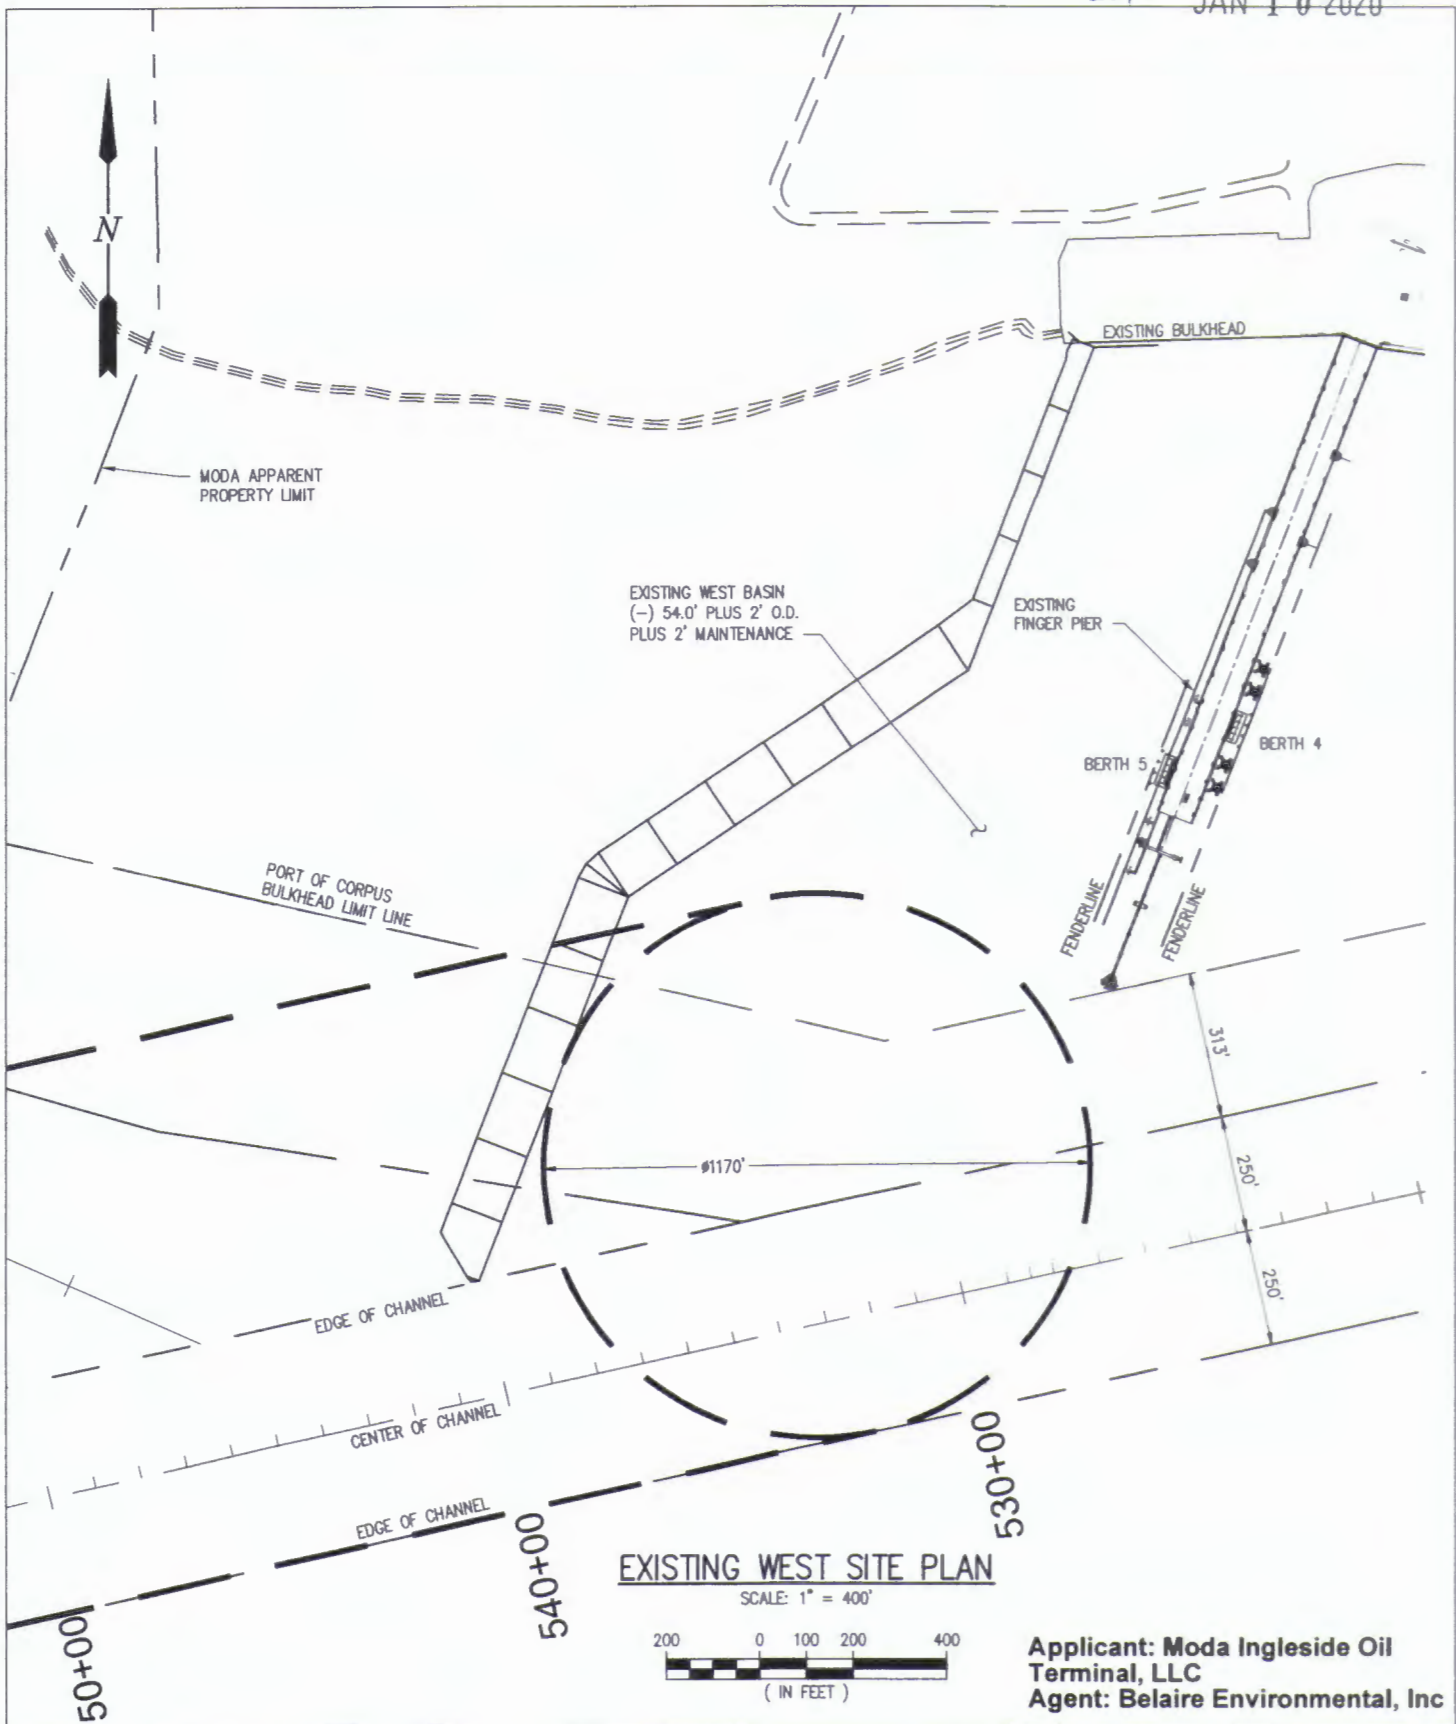 JAN 10 2020
N
EXISTING BULKHEAD
MODA APPARENT
PROPERTY LIMIT
EXISTING WEST BASIN
(-) 54.0' PLUS 2' O.D.
PLUS 2' MAINTENANCE
EXISTING
FINGER PIER
BERTH 4
BERTH 5
PORT OF CORPUS
BULKHEAD LIMIT LINE
FENDERLINE
FENDERLINE
313'
ø1170'
250'
250'
EDGE OF CHANNEL
CENTER OF CHANNEL
EDGE OF CHANNEL
530+00
540+00
50+00
EXISTING WEST SITE PLAN
SCALE: 1" = 400'
200 0 100 200 400
( IN FEET )
Applicant: Moda Ingleside Oil
Terminal, LLC
Agent: Belaire Environmental, Inc